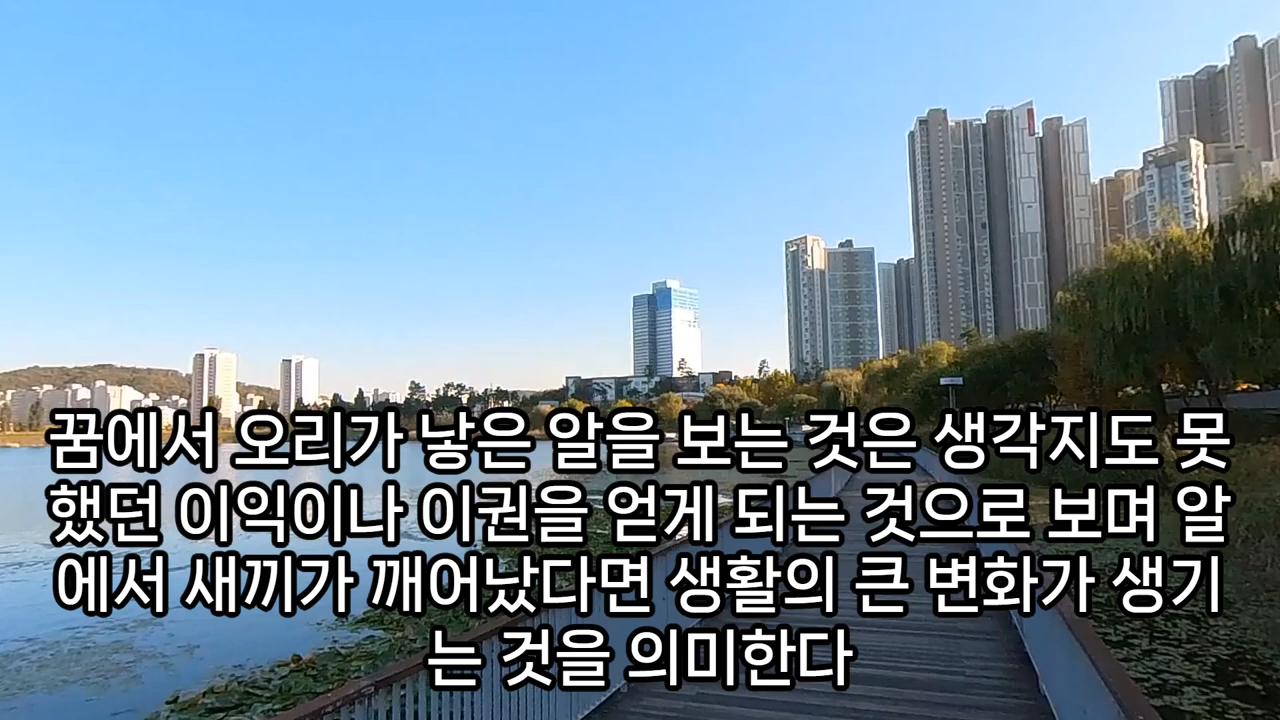 꿈에서 오리가 낳은 알을 보는 것은 생각지도 못
했던 이익이나 이권을 얻게 되는 것으로 보며 알
에서 새끼가 깨어났다면 생활의 큰 변화가 생기
는 것을 의미한다